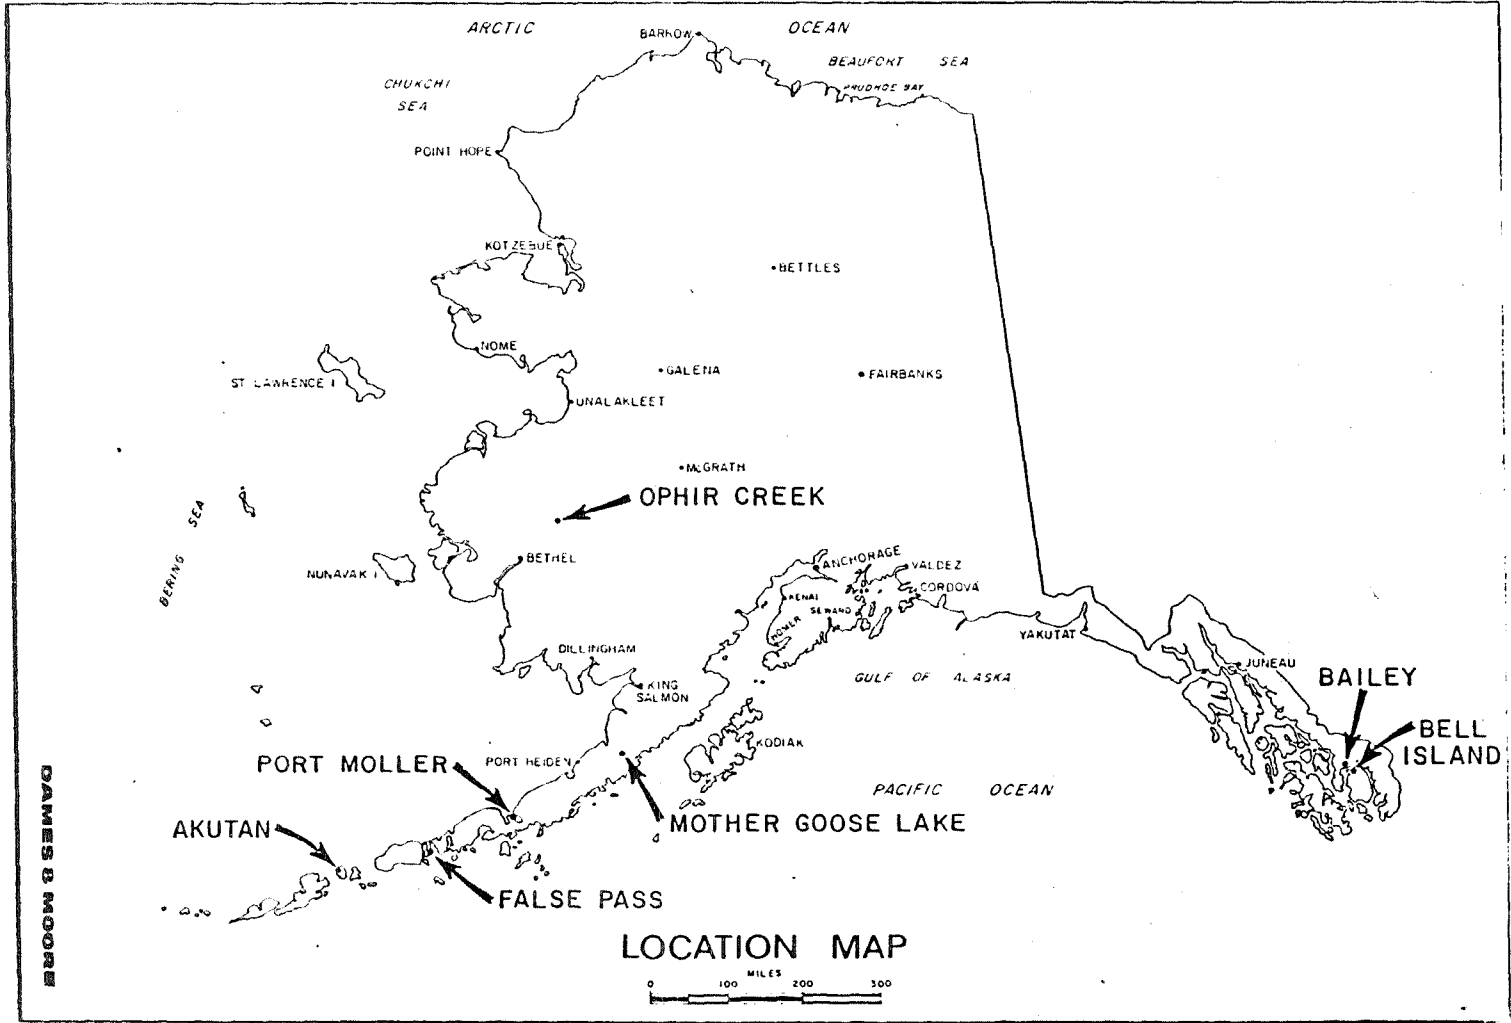 ARCTIC OCEAN
BARROW
BEAUFORT SEA
CHUKCHI
SEA
PRUDHOE BAY
POINT HOPE
KOTZEBUE
BETTLES
NOME
GALENA
FAIRBANKS
ST LAWRENCE I
UNALAKLEET
McGRATH
OPHIR CREEK
BERING SEA
BETHEL
NUNAVAK I
ANCHORAGE
VALDEZ
CORDOVA
KENAI
SEWARD
HOMER
YAKUTAT
DILLINGHAM
JUNEAU
GULF OF ALASKA
KING
SALMON
BAILEY
BELL
ISLAND
KODIAK
PORT HEIDEN
PORT MOLLER
PACIFIC OCEAN
MOTHER GOOSE LAKE
AKUTAN
FALSE PASS
LOCATION MAP
MILES
0 100 200 300
DAMES & MOORE